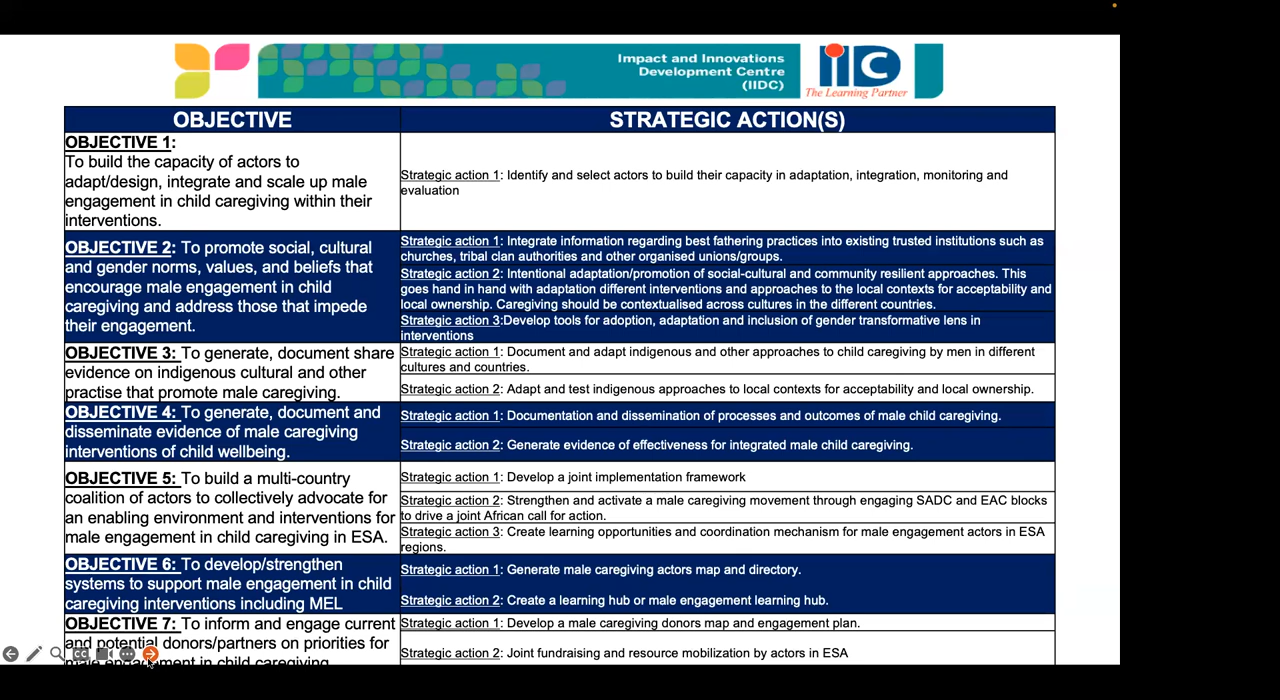 Impact and Innovations
Development Centre
(IIDC)
iIDC
The Learning Partner
OBJECTIVE
STRATEGIC ACTION(S)
OBJECTIVE 1:
To build the capacity of actors to
adapt/design, integrate and scale up male
engagement in child caregiving within their
interventions.
Strategic action 1: Identify and select actors to build their capacity in adaptation, integration, monitoring and
evaluation
OBJECTIVE 2: To promote social, cultural
and gender norms, values, and beliefs that
encourage male engagement in child
caregiving and address those that impede
their engagement.
Strategic action 1: Integrate information regarding best fathering practices into existing trusted institutions such as
churches, tribal clan authorities and other organised unions/groups.
Strategic action 2: Intentional adaptation/promotion of social-cultural and community resilient approaches. This
goes hand in hand with adaptation different interventions and approaches to the local contexts for acceptability and
local ownership. Caregiving should be contextualised across cultures in the different countries.
Strategic action 3:Develop tools for adoption, adaptation and inclusion of gender transformative lens in
interventions
OBJECTIVE 3: To generate, document share
evidence on indigenous cultural and other
practise that promote male caregiving.
Strategic action 1: Document and adapt indigenous and other approaches to child caregiving by men in different
cultures and countries.
Strategic action 2: Adapt and test indigenous approaches to local contexts for acceptability and local ownership.
OBJECTIVE 4: To generate, document and
disseminate evidence of male caregiving
interventions of child wellbeing.
Strategic action 1: Documentation and dissemination of processes and outcomes of male child caregiving.
Strategic action 2: Generate evidence of effectiveness for integrated male child caregiving.
OBJECTIVE 5: To build a multi-country
coalition of actors to collectively advocate for
an enabling environment and interventions for
male engagement in child caregiving in ESA.
Strategic action 1: Develop a joint implementation framework
Strategic action 2: Strengthen and activate a male caregiving movement through engaging SADC and EAC blocks
to drive a joint African call for action.
Strategic action 3: Create learning opportunities and coordination mechanism for male engagement actors in ESA
regions.
OBJECTIVE 6: To develop/strengthen
systems to support male engagement in child
caregiving interventions including MEL
Strategic action 1: Generate male caregiving actors map and directory.
Strategic action 2: Create a learning hub or male engagement learning hub.
OBJECTIVE 7: To inform and engage current
and potential donors/partners on priorities for
male engagement in child caregiving
Strategic action 1: Develop a male caregiving donors map and engagement plan.
Strategic action 2: Joint fundraising and resource mobilization by actors in ESA